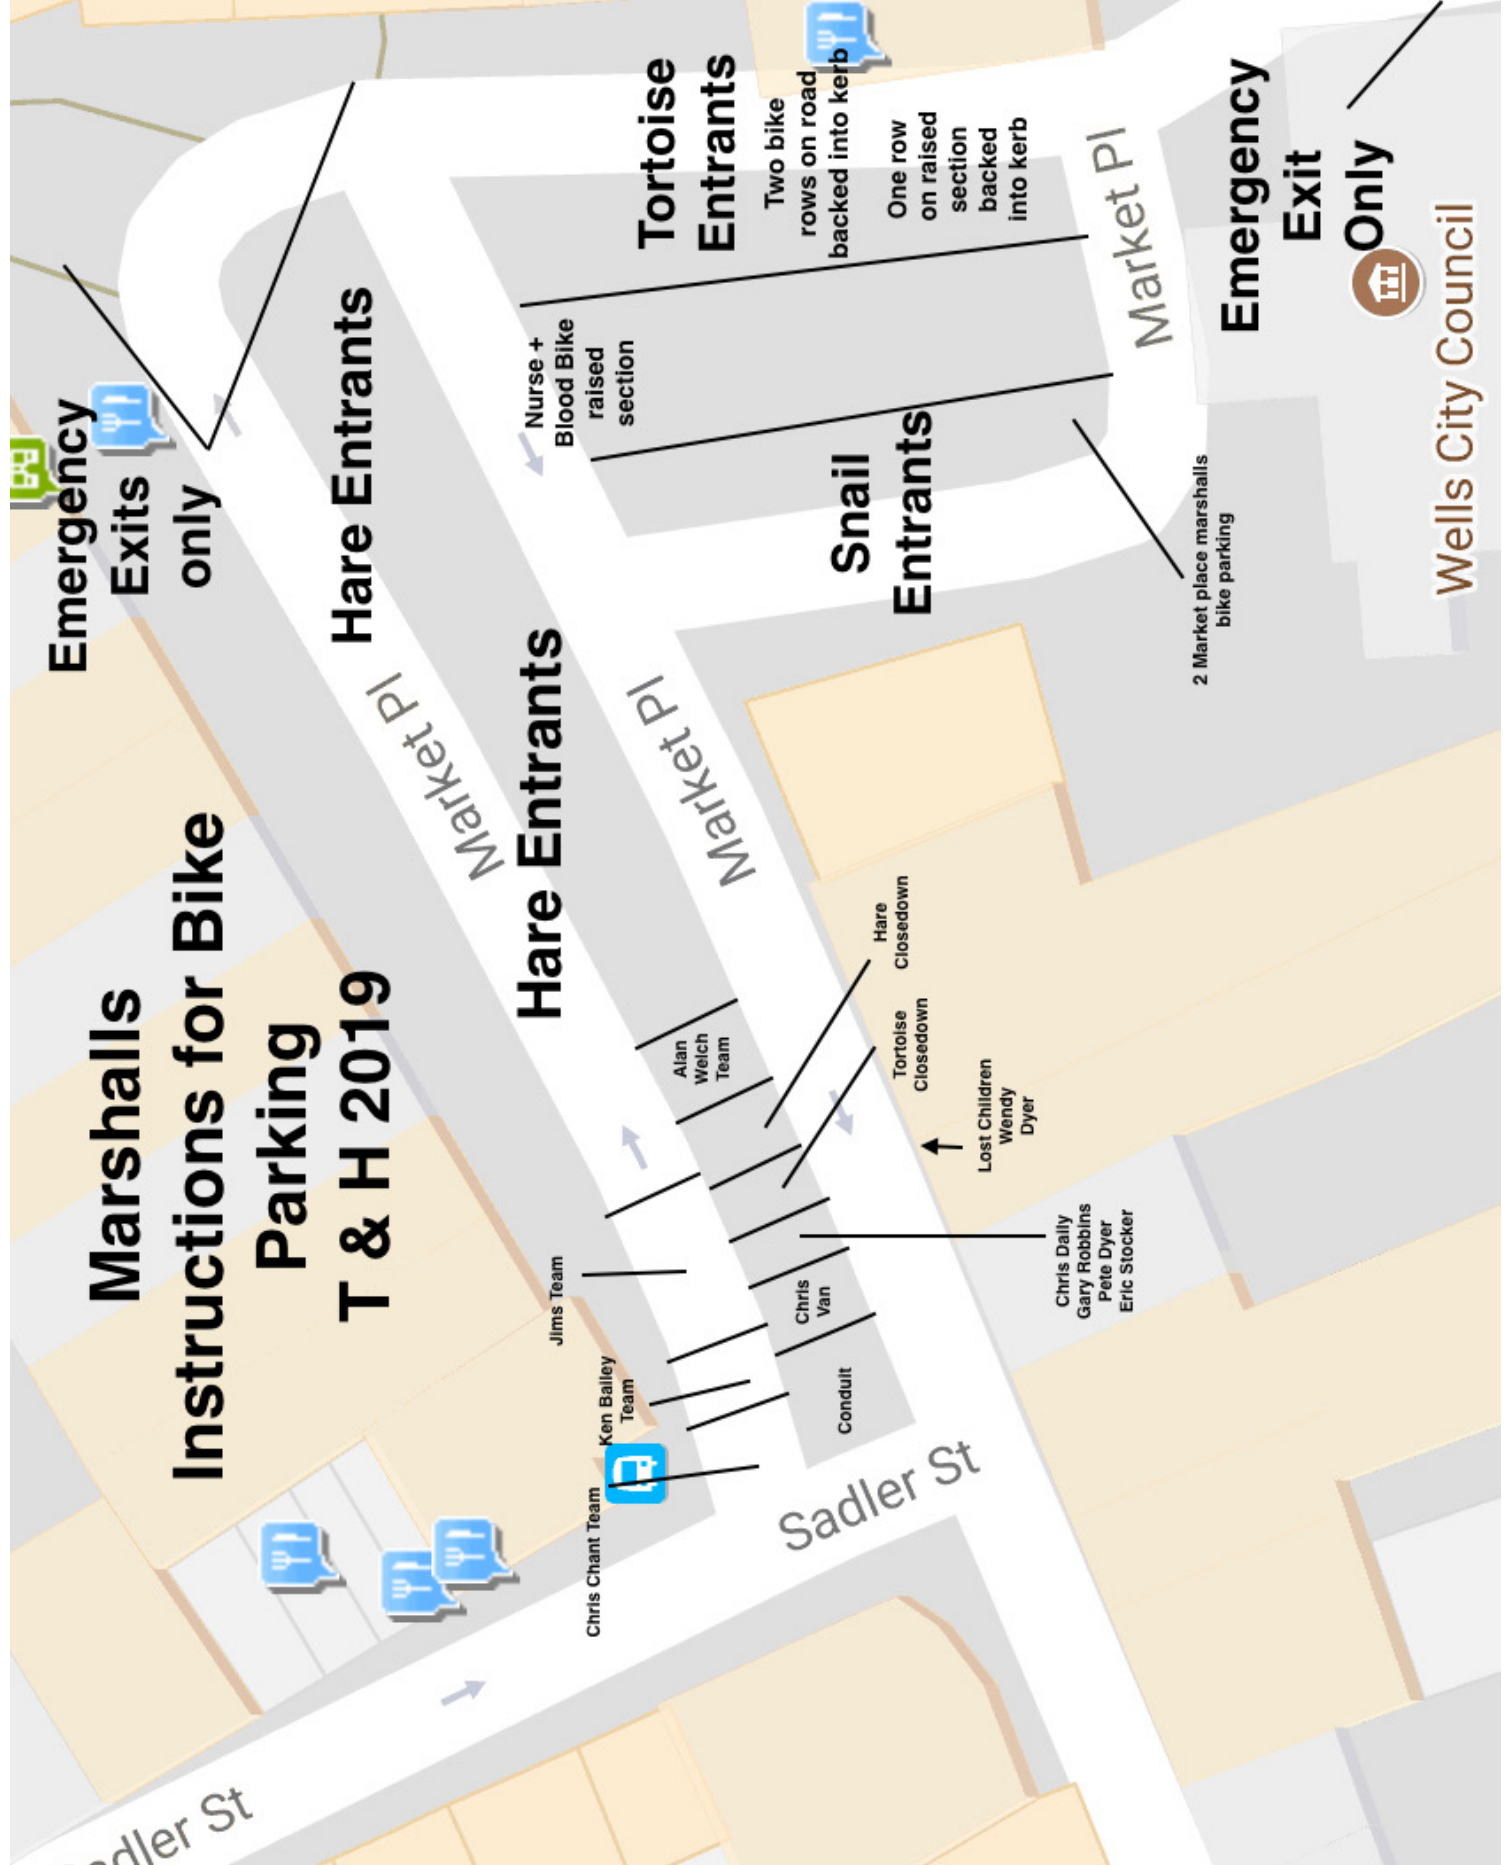 Marshalls
Instructions for Bike
Parking
T & H 2019
Emergency
Exits
only
Hare Entrants
Hare Entrants
Market Pl
Market Pl
Tortoise
Entrants
Two bike
rows on road
backed into kerb
One row
on raised
section
backed
into kerb
Nurse +
Blood Bike
raised
section
Snail
Entrants
Market Pl
Emergency
Exit
Only
Wells City Council
2 Market place marshalls
bike parking
Jims Team
Ken Bailey
Team
Chris Chant Team
Alan
Welch
Team
Hare
Closedown
Tortoise
Closedown
Lost Children
Wendy
Dyer
Chris Daily
Gary Robbins
Pete Dyer
Eric Stocker
Chris
Van
Conduit
Sadler St
adler St